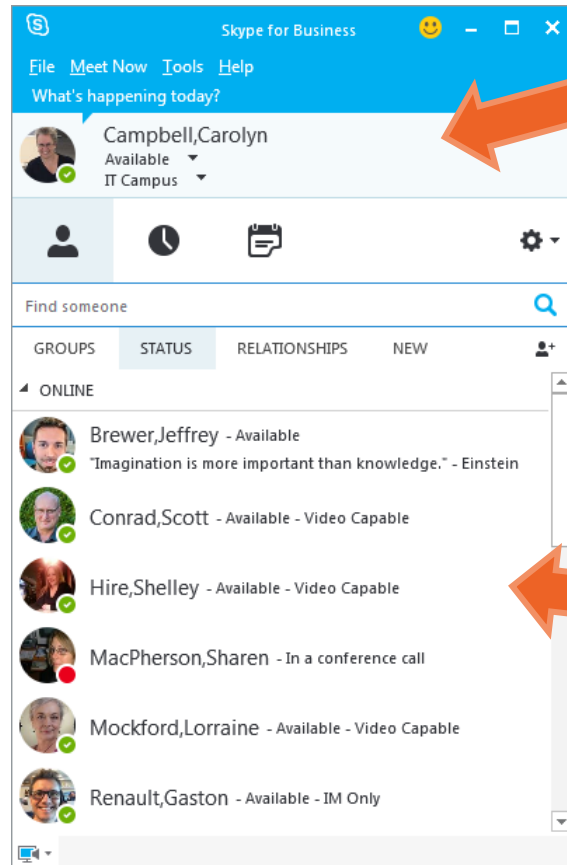 Skype for Business
File Meet Now Tools Help
What's happening today?
Campbell,Carolyn
Available
IT Campus
Find someone
GROUPS STATUS RELATIONSHIPS NEW
ONLINE
Brewer,Jeffrey - Available
"Imagination is more important than knowledge." - Einstein
Conrad,Scott - Available - Video Capable
Hire,Shelley - Available - Video Capable
MacPherson,Sharen - In a conference call
Mockford,Lorraine - Available - Video Capable
Renault,Gaston - Available - IM Only